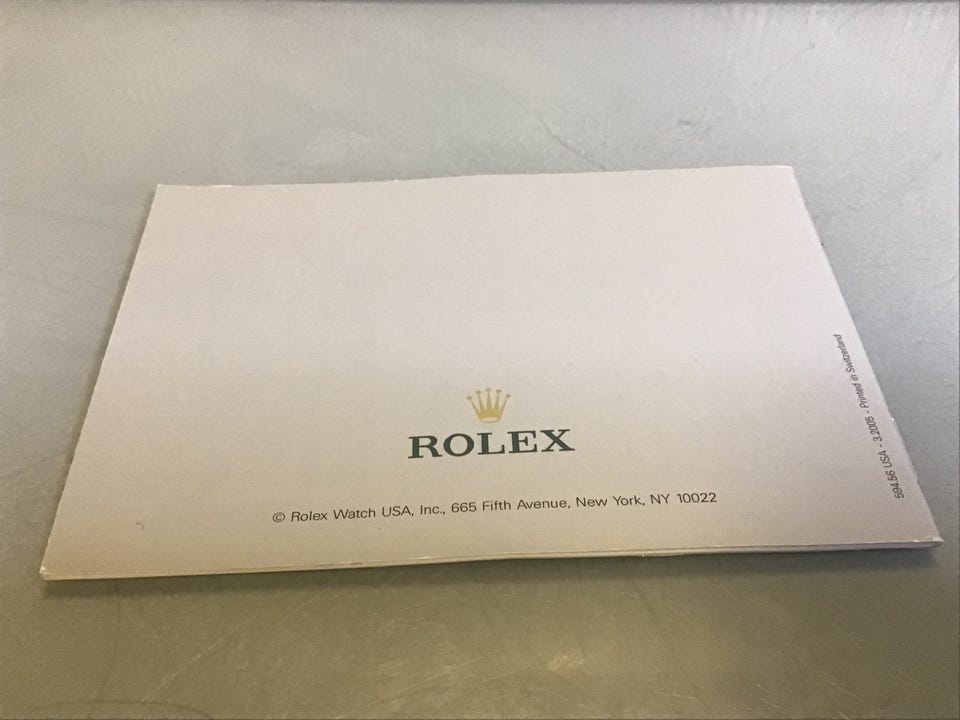 ROLEX
© Rolex Watch USA, Inc., 665 Fifth Avenue, New York, NY 10022
594.56 USA - 3.2005 - Printed in Switzerland